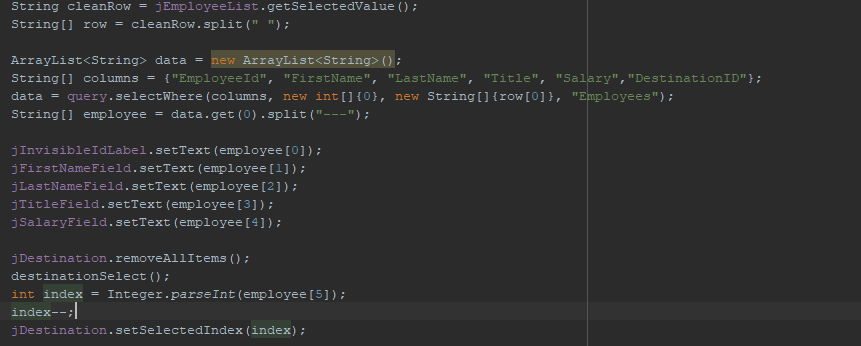 String cleanRow = jEmployeeList.getSelectedValue();
String[] row = cleanRow.split(" ");
ArrayList<String> data = new ArrayList<String>();
String[] columns = {"EmployeeId", "FirstName", "LastName", "Title", "Salary","DestinationID"};
data = query.selectWhere(columns, new int[]{0}, new String[]{row[0]}, "Employees");
String[] employee = data.get(0).split("---");
jInvisibleIdLabel.setText(employee[0]);
jFirstNameField.setText(employee[1]);
jLastNameField.setText(employee[2]);
jTitleField.setText(employee[3]);
jSalaryField.setText(employee[4]);
jDestination.removeAllItems();
destinationSelect();
int index = Integer.parseInt(employee[5]);
index--;
jDestination.setSelectedIndex(index);